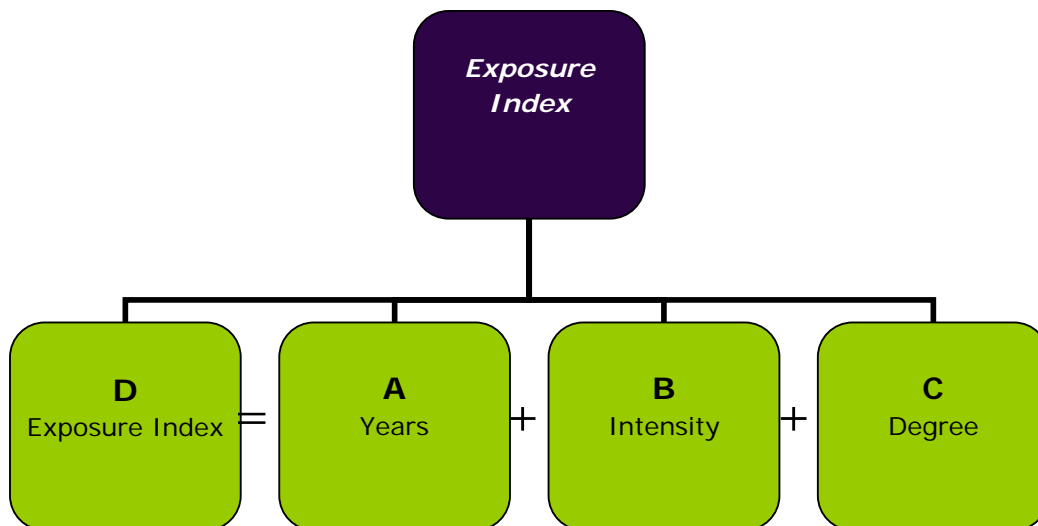 Exposure
Index
D
Exposure Index
=
A
Years
+
B
Intensity
+
C
Degree